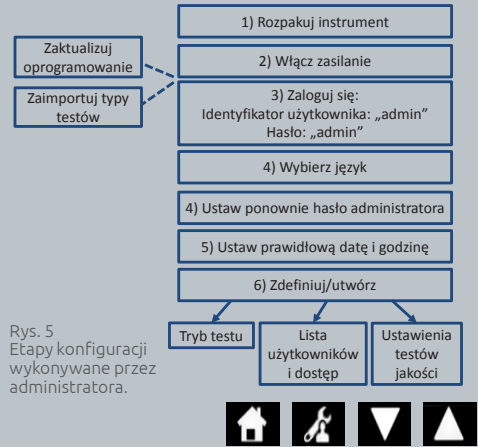 1) Rozpakuj instrument
Zaktualizuj
oprogramowanie
2) Włącz zasilanie
Zaimportuj typy
testów
3) Zaloguj się:
Identyfikator użytkownika: „admin”
Hasło: „admin”
4) Wybierz język
4) Ustaw ponownie hasło administratora
5) Ustaw prawidłową datę i godzinę
6) Zdefiniuj/utwórz
Tryb testu
Lista
użytkowników
i dostęp
Ustawienia
testów
jakości
Rys. 5
Etapy konfiguracji
wykonywane przez
administratora.